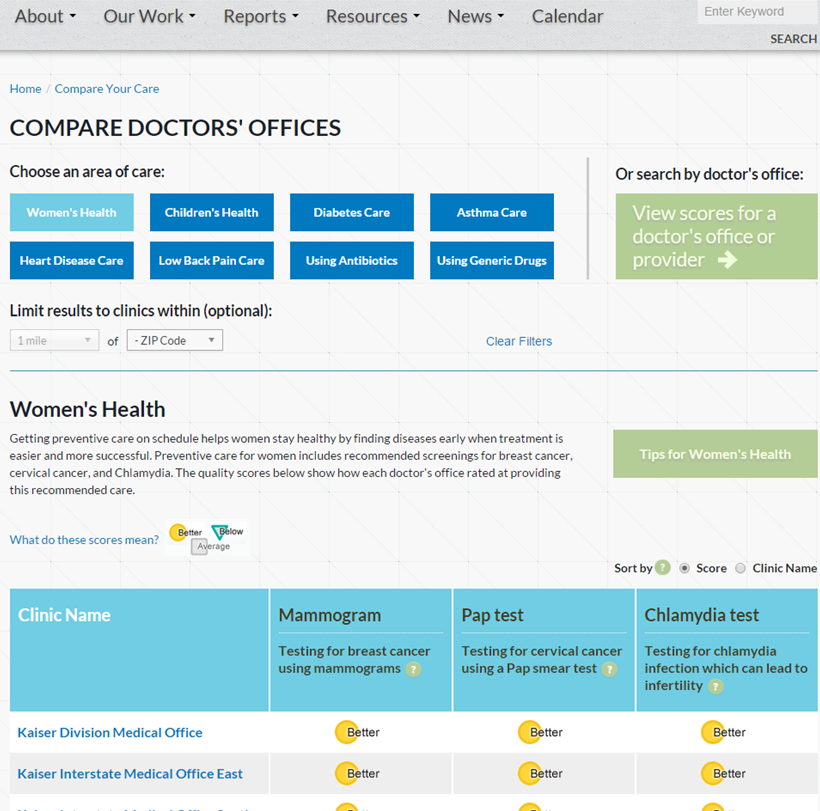 About
Our Work
Reports
Resources
News
Calendar
Enter Keyword
SEARCH
Home / Compare Your Care
COMPARE DOCTORS' OFFICES
Choose an area of care:
Women's Health
Children's Health
Diabetes Care
Asthma Care
Heart Disease Care
Low Back Pain Care
Using Antibiotics
Using Generic Drugs
Or search by doctor's office:
View scores for a
doctor's office or
provider
Limit results to clinics within (optional):
1 mile
of
- ZIP Code
Clear Filters
Women's Health
Getting preventive care on schedule helps women stay healthy by finding diseases early when treatment is
easier and more successful. Preventive care for women includes recommended screenings for breast cancer,
cervical cancer, and Chlamydia. The quality scores below show how each doctor's office rated at providing
this recommended care.
Tips for Women's Health
What do these scores mean?
Better
Below
Average
Sort by ? Score Clinic Name
Clinic Name
Mammogram
Testing for breast cancer
using mammograms ?
Pap test
Testing for cervical cancer
using a Pap smear test ?
Chlamydia test
Testing for chlamydia
infection which can lead to
infertility ?
Kaiser Division Medical Office
Better
Better
Better
Kaiser Interstate Medical Office East
Better
Better
Better